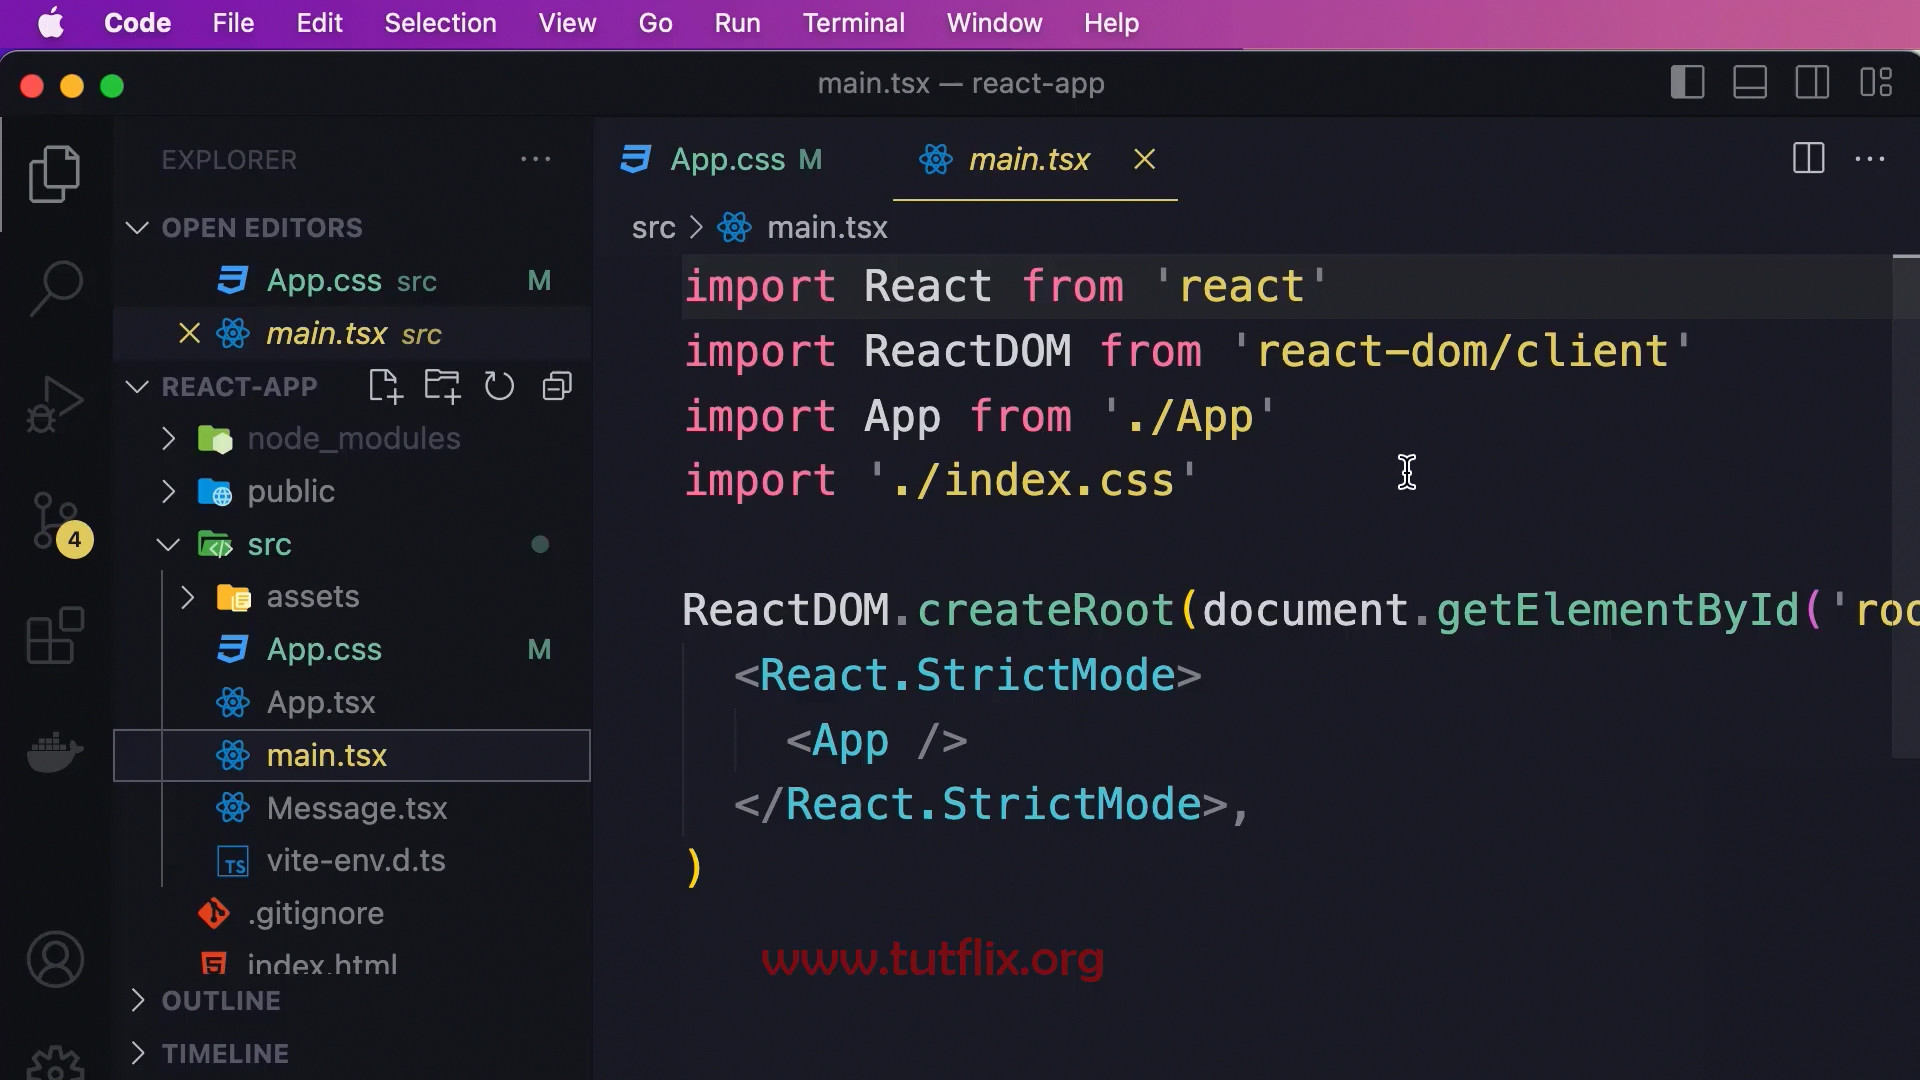 Code File Edit Selection View Go Run Terminal Window Help
main.tsx — react-app
EXPLORER
OPEN EDITORS
App.css src M
main.tsx src
REACT-APP
node_modules
public
src
assets
App.css M
App.tsx
main.tsx
Message.tsx
vite-env.d.ts
.gitignore
index.html
OUTLINE
TIMELINE
4
App.css M
main.tsx
src > main.tsx
import React from 'react'
import ReactDOM from 'react-dom/client'
import App from './App'
import './index.css'
ReactDOM.createRoot(document.getElementById('roo
<React.StrictMode>
<App />
</React.StrictMode>,
)
www.tutflix.org